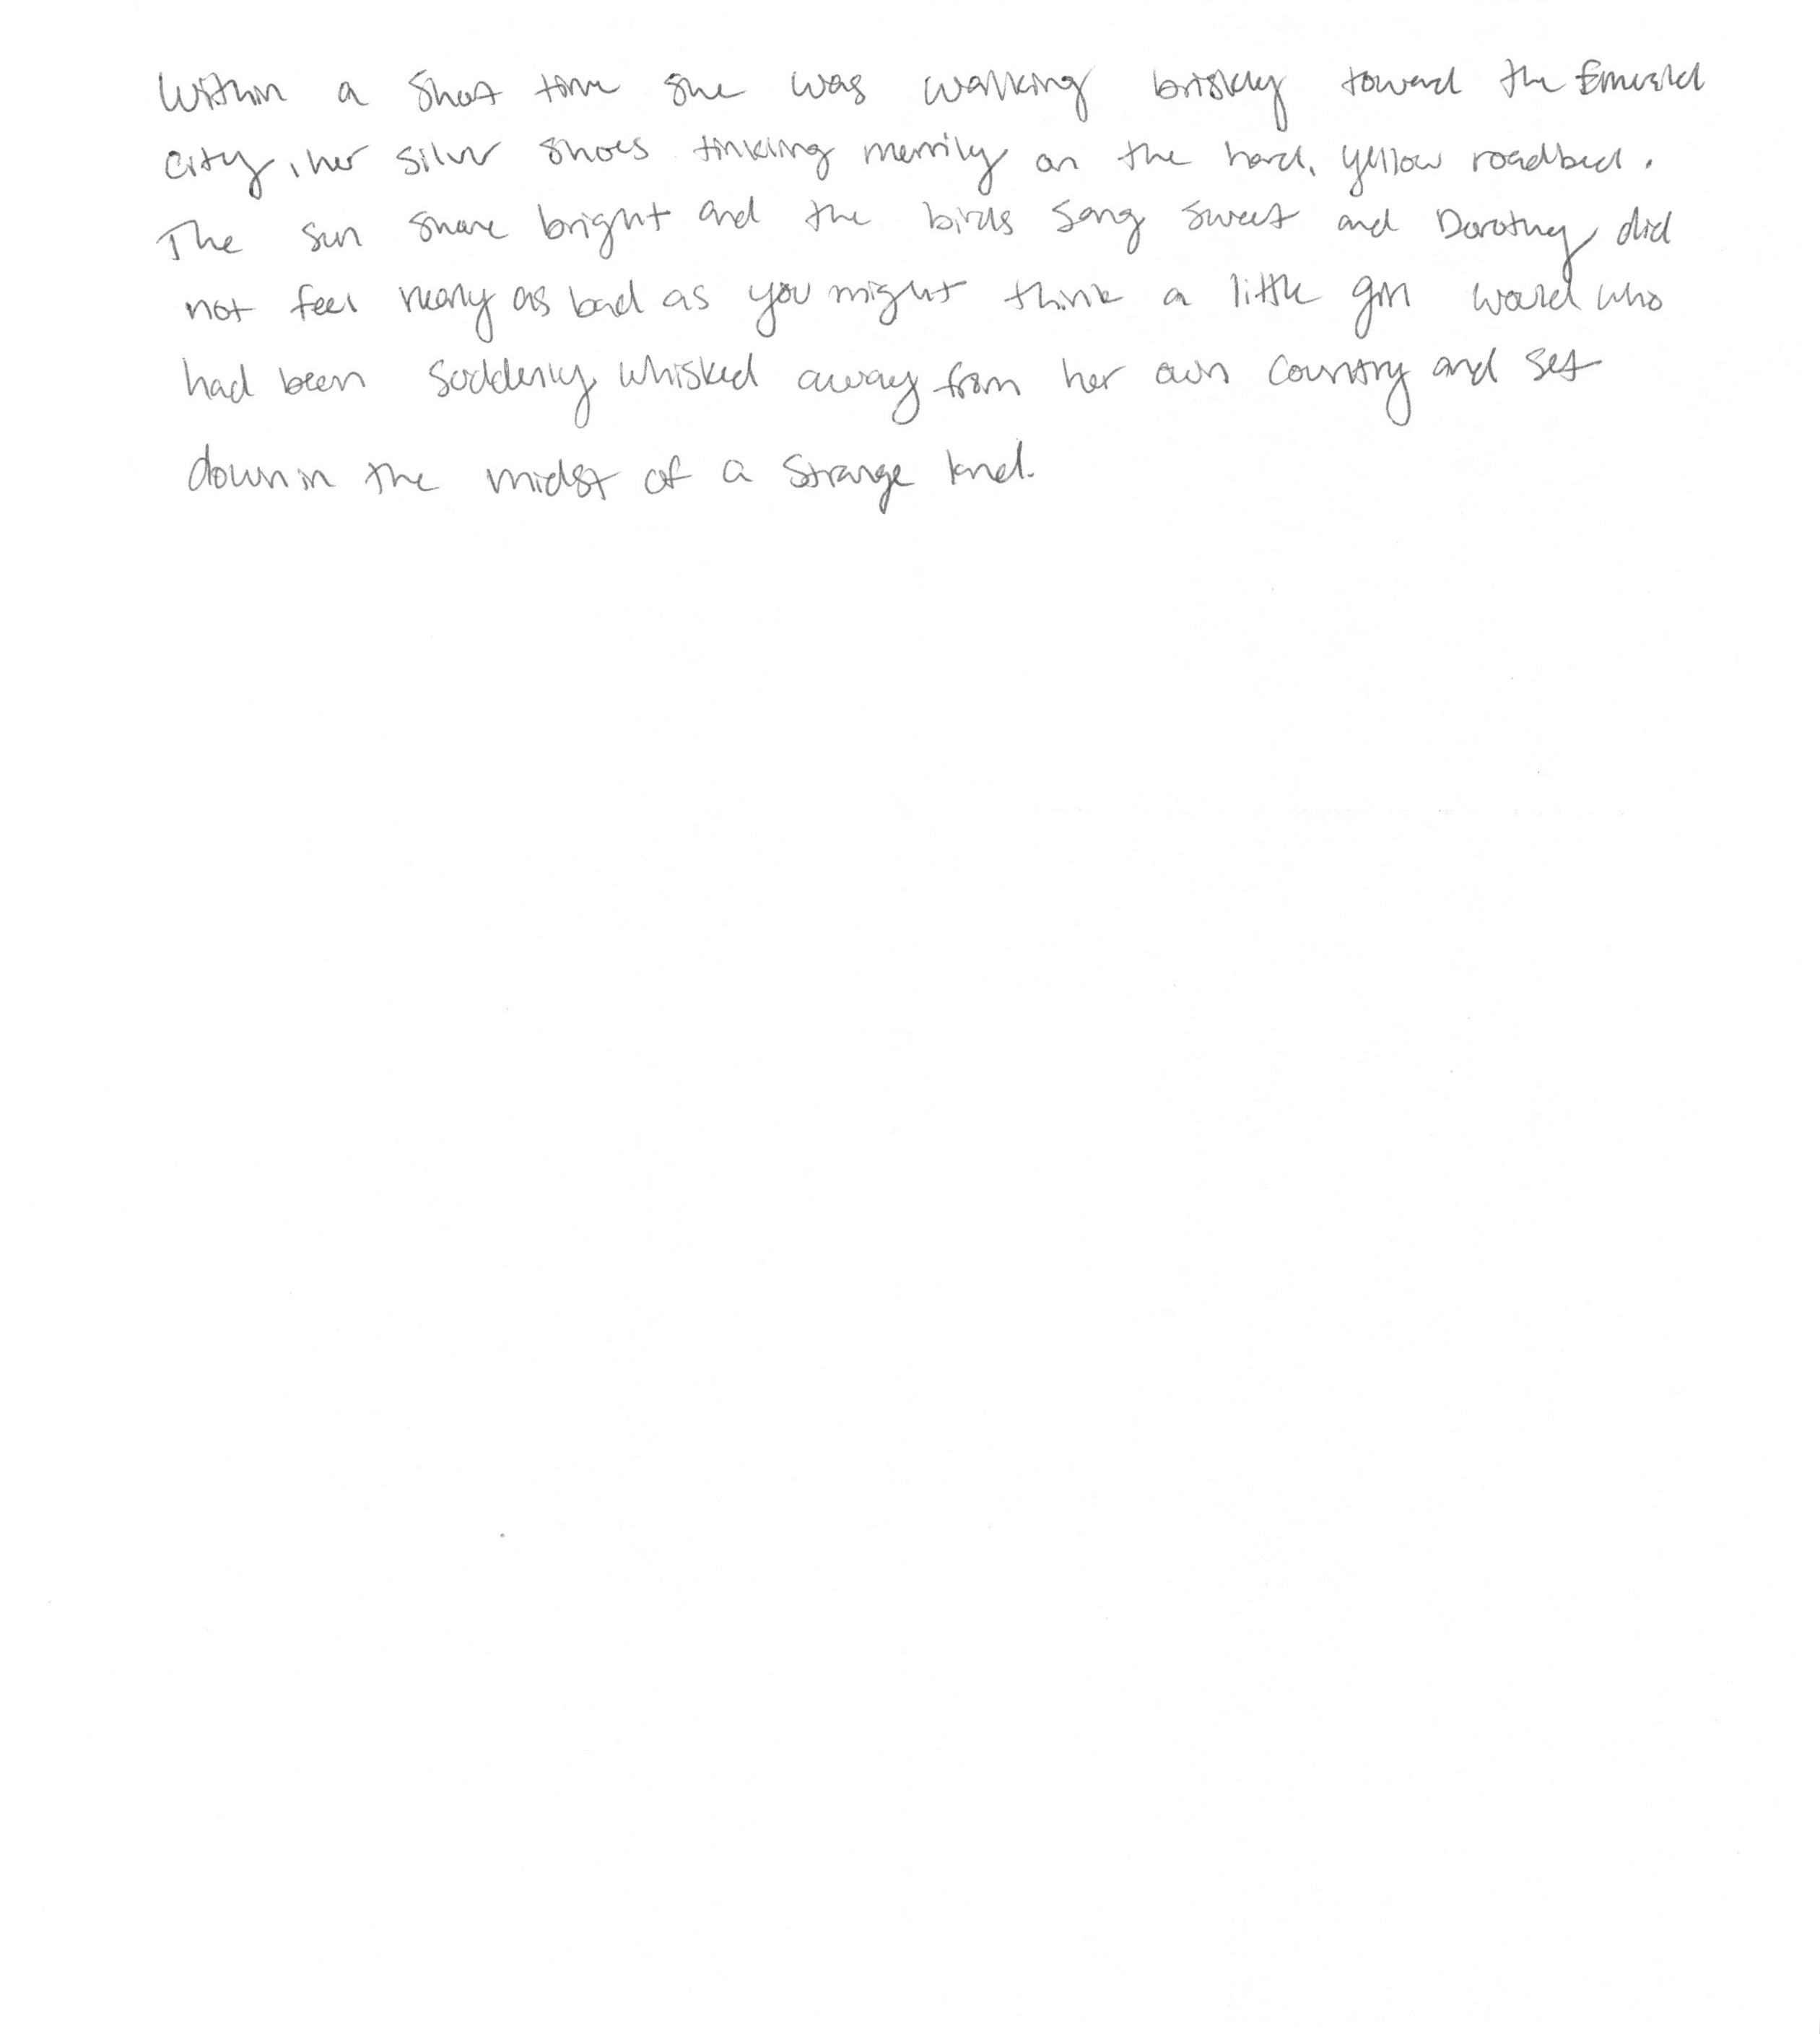 Within a short time she was walking briskly toward the Emerald
City, her silver shoes tinkling merrily on the hard, yellow roadbed.
The sun shone bright and the birds sang sweet and Dorothy did
not feel nearly as bad as you might think a little girl would who
had been suddenly whisked away from her own country and set
down in the midst of a strange land.